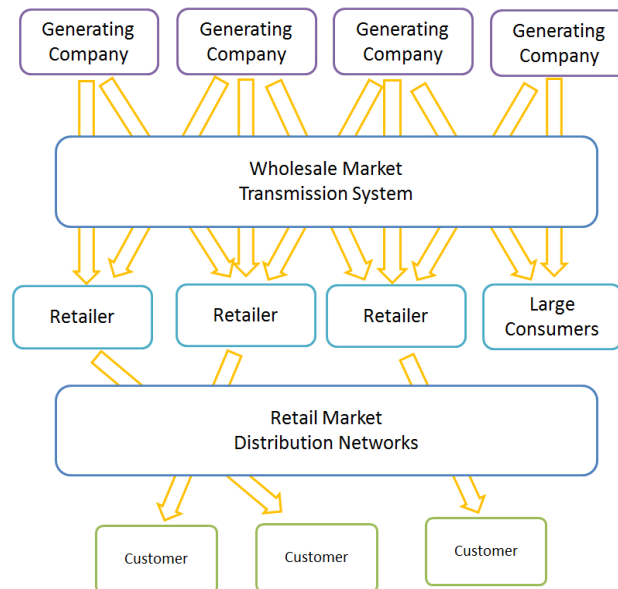 Generating
Company
Generating
Company
Generating
Company
Generating
Company
Wholesale Market
Transmission System
Retailer
Retailer
Retailer
Large
Consumers
Retail Market
Distribution Networks
Customer
Customer
Customer